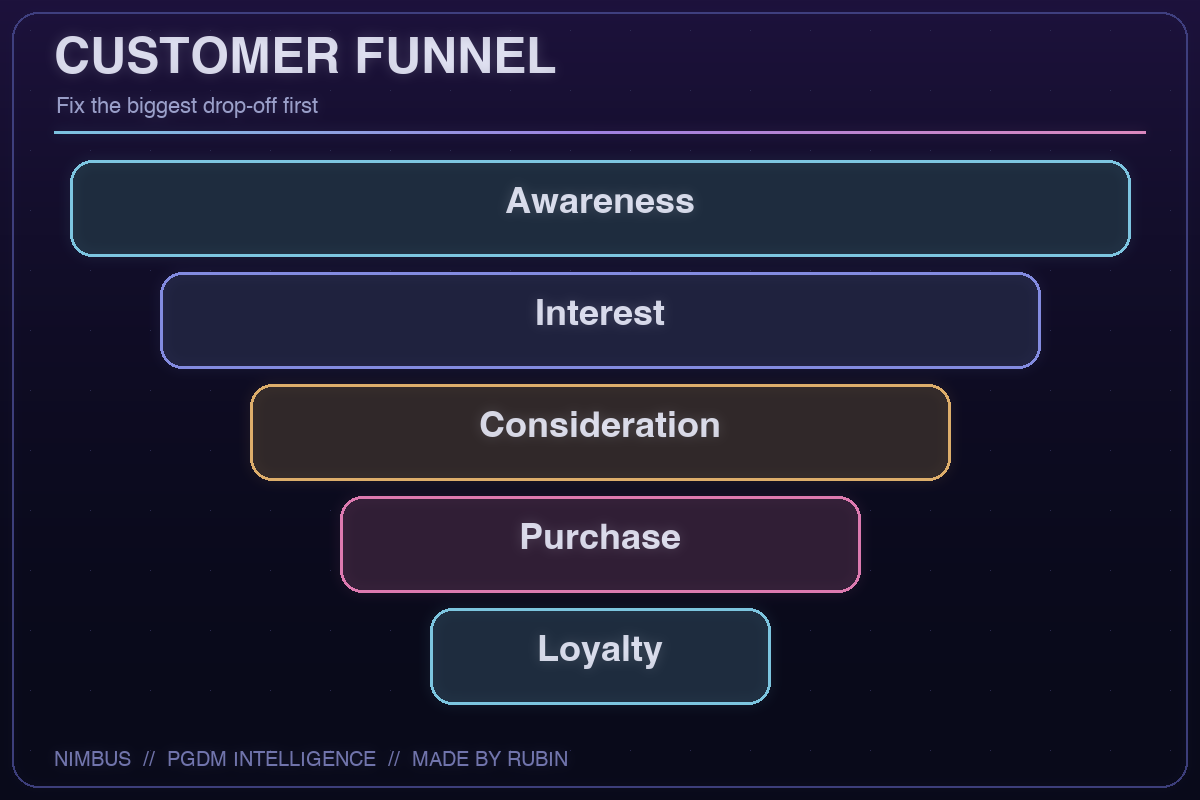 CUSTOMER FUNNEL
Fix the biggest drop-off first
Awareness
Interest
Consideration
Purchase
Loyalty
NIMBUS // PGDM INTELLIGENCE // MADE BY RUBIN